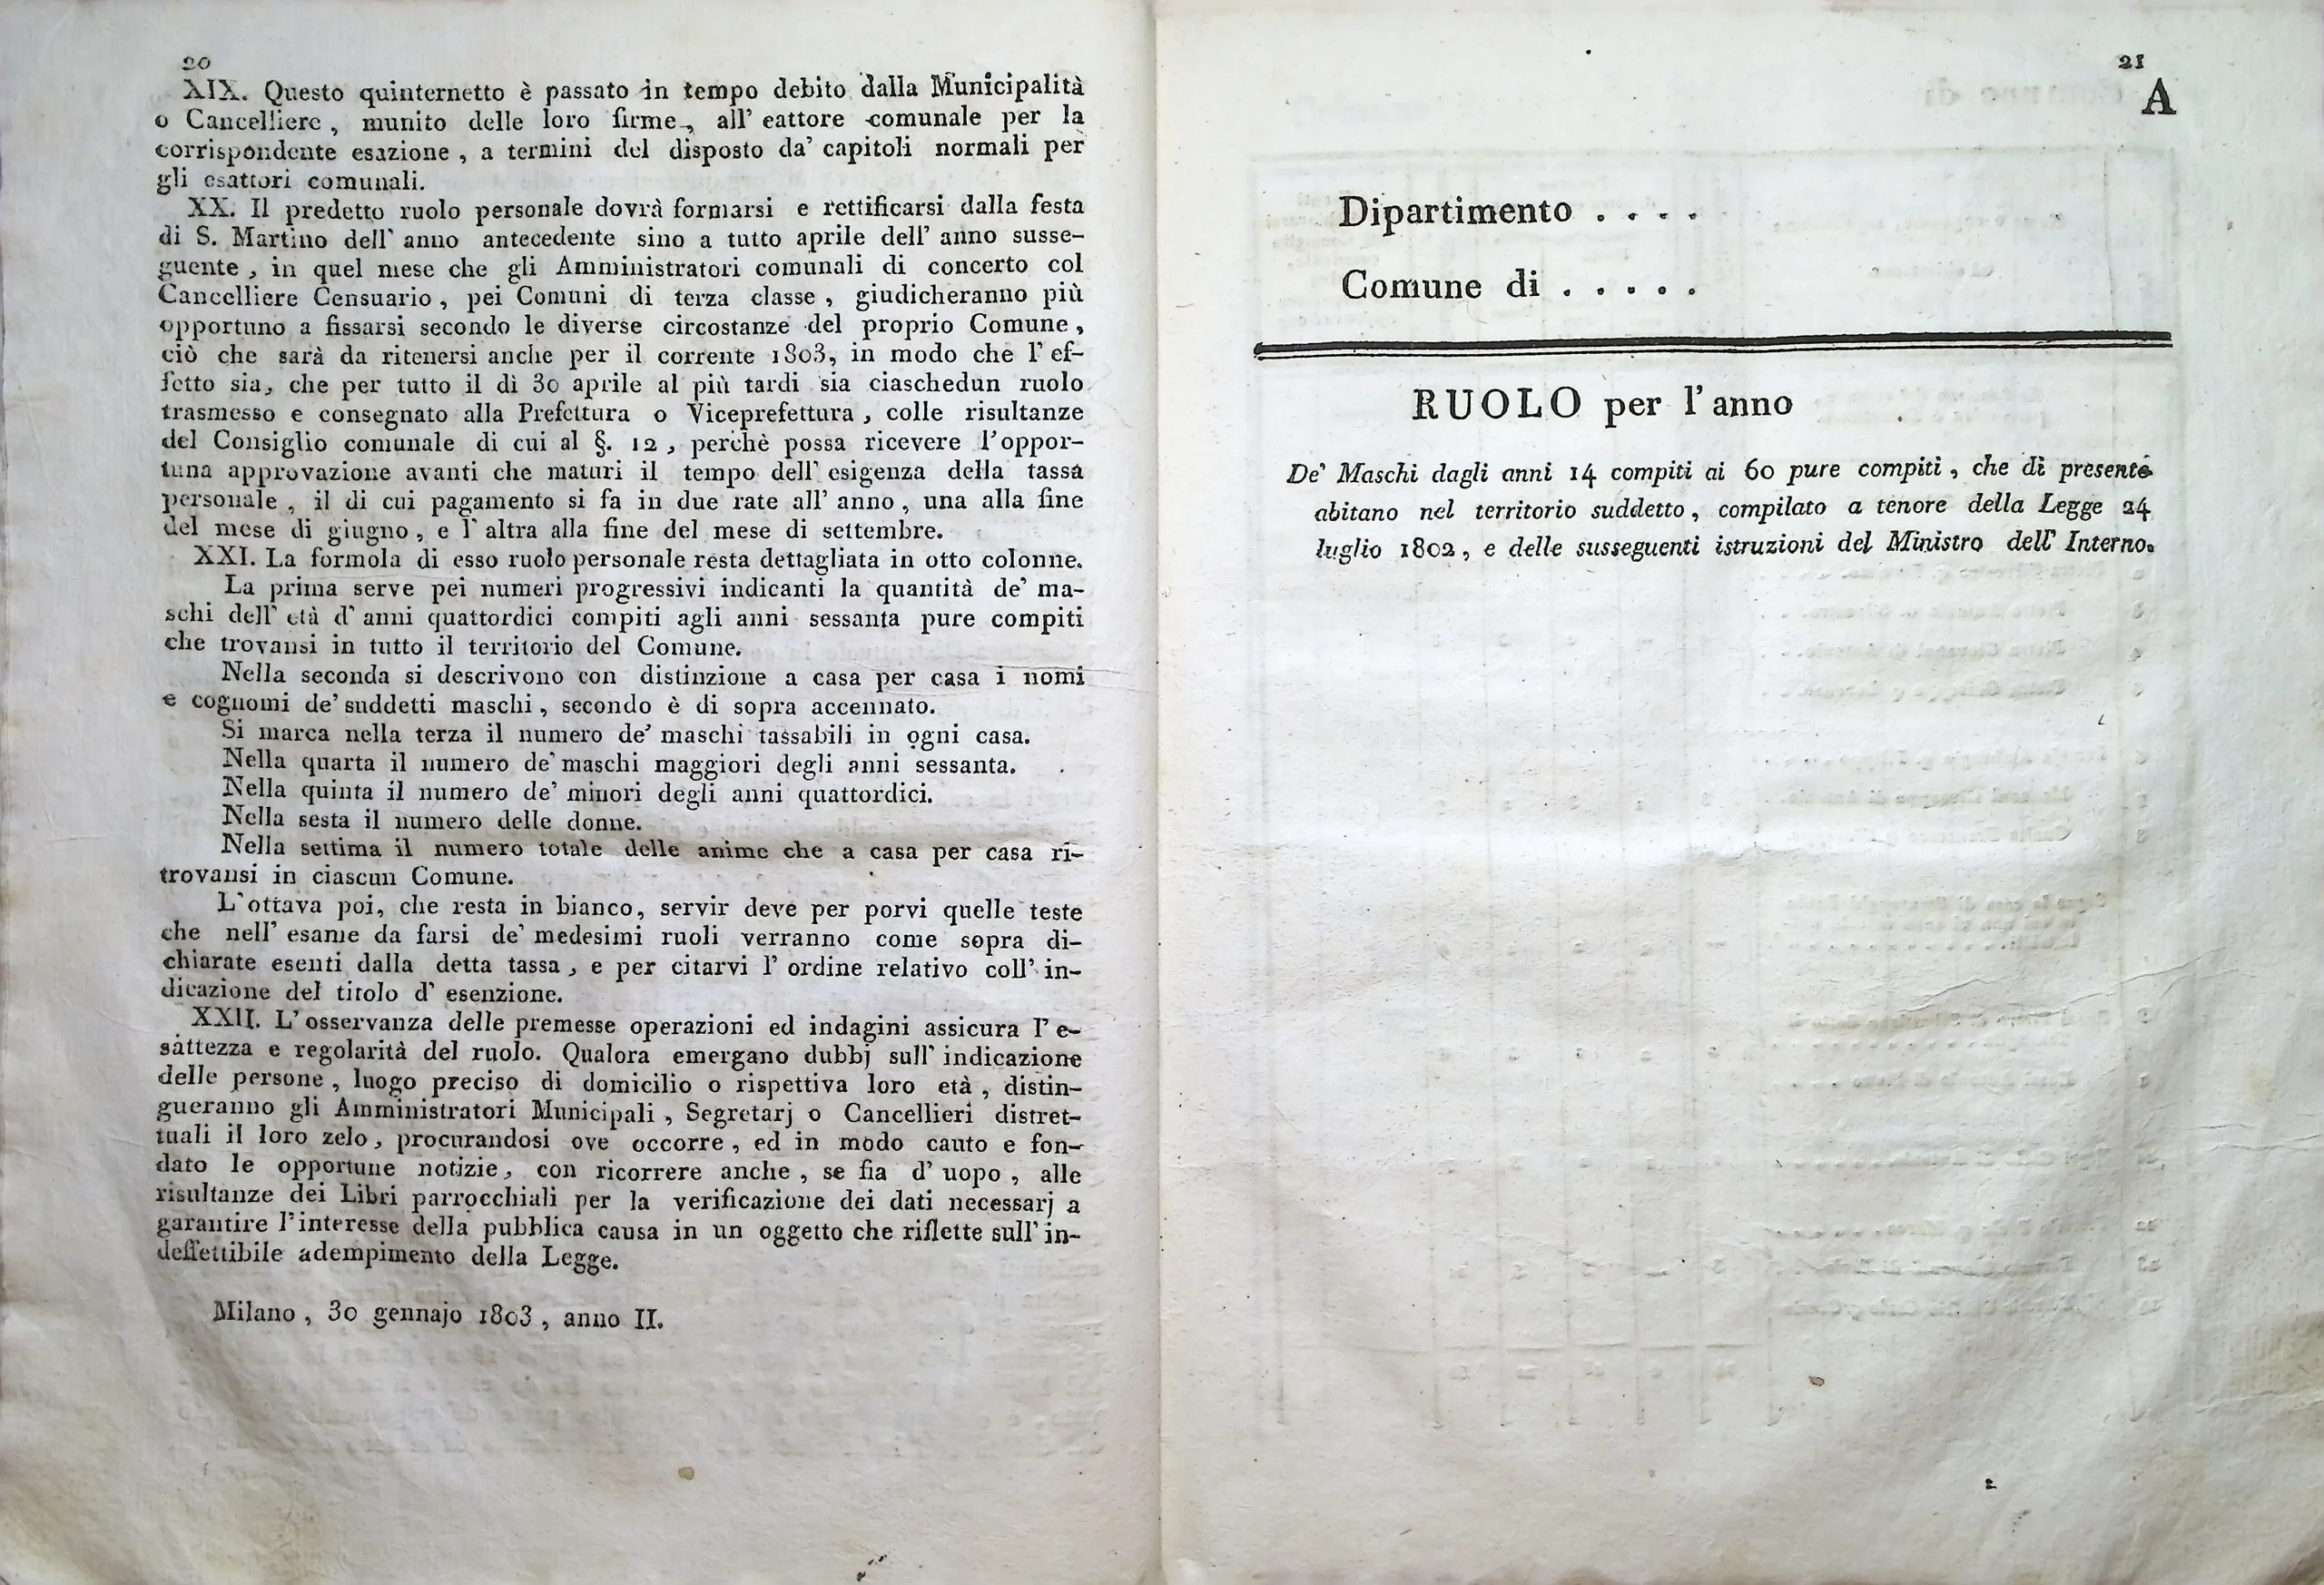 20
XIX. Questo quinternetto è passato in tempo debito dalla Municipalità
o Cancelliere, munito delle loro firme, all' eattore comunale per la
corrispondente esazione, a termini del disposto da' capitoli normali per
gli esattori comunali.
XX. Il predetto ruolo personale dovrà formarsi e rettificarsi dalla festa
di S. Martino dell' anno antecedente sino a tutto aprile dell' anno susse-
guente, in quel mese che gli Amministratori comunali di concerto col
Cancelliere Censuario, pei Comuni di terza classe, giudicheranno più
opportuno a fissarsi secondo le diverse circostanze del proprio Comune,
ciò che sarà da ritenersi anche per il corrente 1803, in modo che l' ef-
fetto sia, che per tutto il dì 30 aprile al più tardi sia ciaschedun ruolo
trasmesso e consegnato alla Prefettura o Viceprefettura, colle risultanze
del Consiglio comunale di cui al §. 12, perchè possa ricevere l'oppor-
tuna approvazione avanti che maturi il tempo dell' esigenza della tassa
personale, il di cui pagamento si fa in due rate all' anno, una alla fine
del mese di giugno, e l' altra alla fine del mese di settembre.
XXI. La formola di esso ruolo personale resta dettagliata in otto colonne.
La prima serve pei numeri progressivi indicanti la quantità de' ma-
schi dell' età d' anni quattordici compiti agli anni sessanta pure compiti
che trovansi in tutto il territorio del Comune.
Nella seconda si descrivono con distinzione a casa per casa i nomi
e cognomi de' suddetti maschi, secondo è di sopra accennato.
Si marca nella terza il numero de' maschi tassabili in ogni casa.
Nella quarta il numero de' maschi maggiori degli anni sessanta.
Nella quinta il numero de' minori degli anni quattordici.
Nella sesta il numero delle donne.
Nella settima il numero totale delle anime che a casa per casa ri-
trovansi in ciascun Comune.
L'ottava poi, che resta in bianco, servir deve per porvi quelle teste
che nell' esame da farsi de' medesimi ruoli verranno come sopra di-
chiarate esenti dalla detta tassa, e per citarvi l' ordine relativo coll' in-
dicazione del titolo d' esenzione.
XXII. L'osservanza delle premesse operazioni ed indagini assicura l' e-
sattezza e regolarità del ruolo. Qualora emergano dubbj sull' indicazione
delle persone, luogo preciso di domicilio o rispettiva loro età, distin-
gueranno gli Amministratori Municipali, Segretarj o Cancellieri distret-
tuali il loro zelo, procurandosi ove occorre, ed in modo cauto e fon-
dato le opportune notizie, con ricorrere anche, se fia d' uopo, alle
risultanze dei Libri parrocchiali per la verificazione dei dati necessarj a
garantire l'interesse della pubblica causa in un oggetto che riflette sull' in-
deffettibile adempimento della Legge.
Milano, 30 gennajo 1803, anno II.
21
A
Dipartimento . . . .
Comune di . . . . .
RUOLO per l'anno
De' Maschi dagli anni 14 compiti ai 60 pure compiti, che di presente
abitano nel territorio suddetto, compilato a tenore della Legge 24
luglio 1802, e delle susseguenti istruzioni del Ministro dell' Interno.